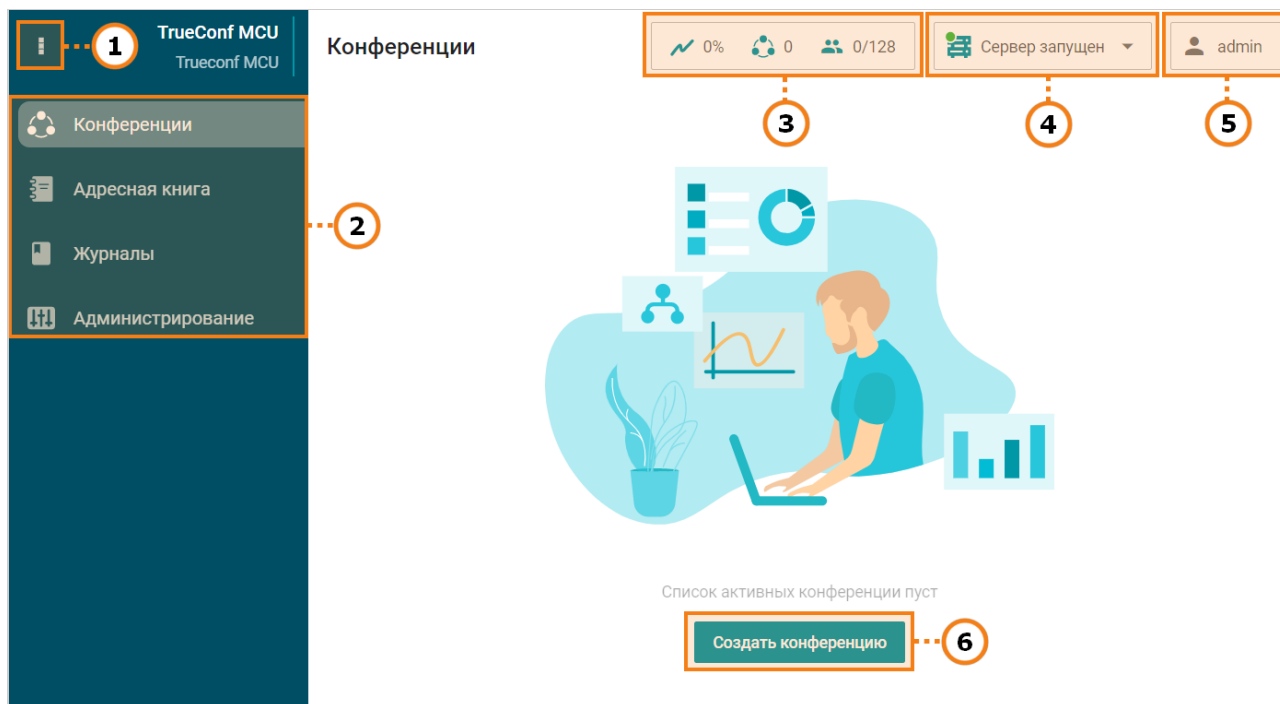 TrueConf MCU
Trueconf MCU
1
Конференции
0%
0
0/128
Сервер запущен
admin
3
4
5
Конференции
Адресная книга
Журналы
Администрирование
2
Список активных конференции пуст
Создать конференцию
6